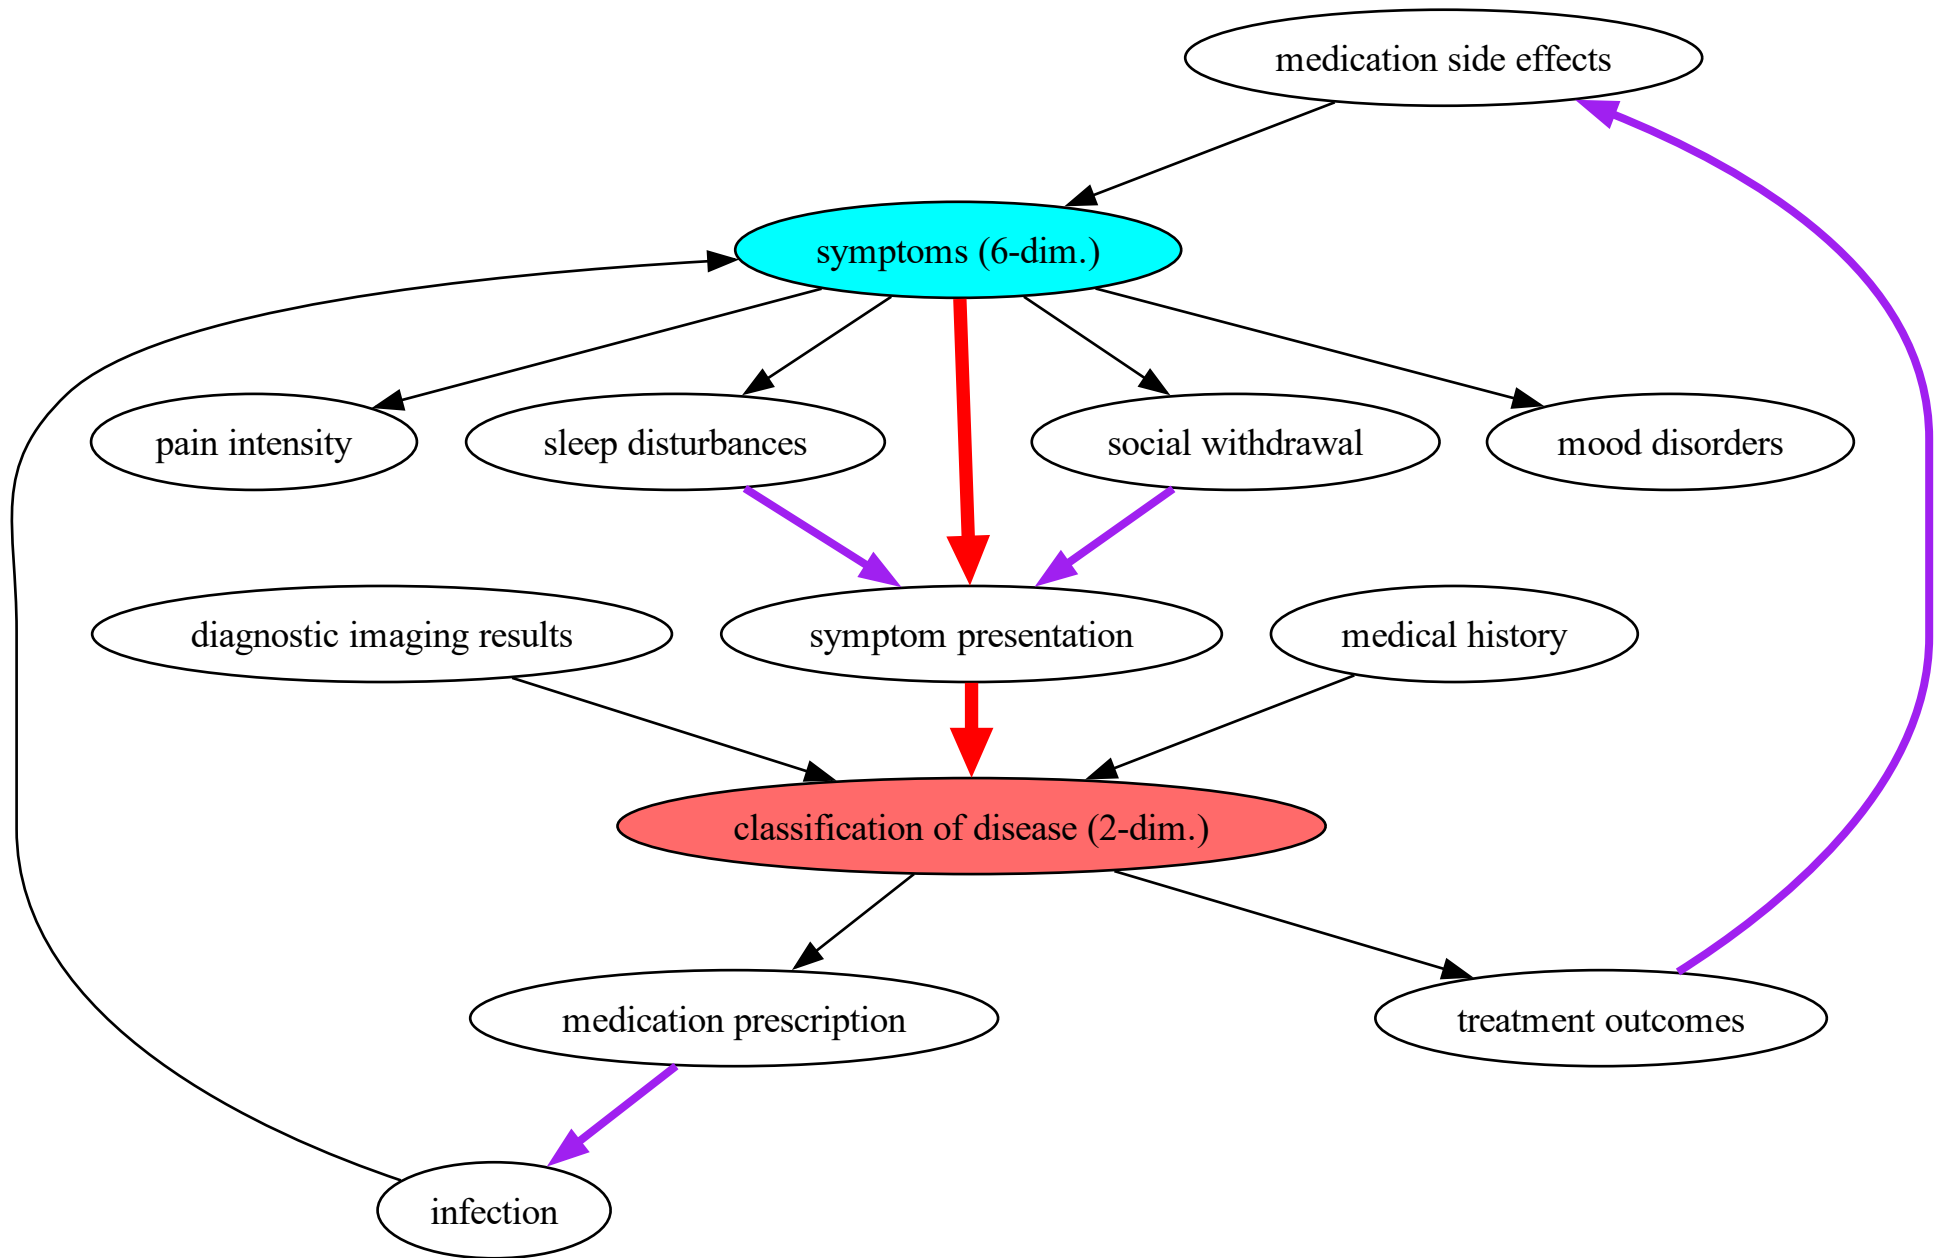 medication side effects
symptoms (6-dim.)
pain intensity
sleep disturbances
social withdrawal
mood disorders
diagnostic imaging results
symptom presentation
medical history
classification of disease (2-dim.)
medication prescription
treatment outcomes
infection